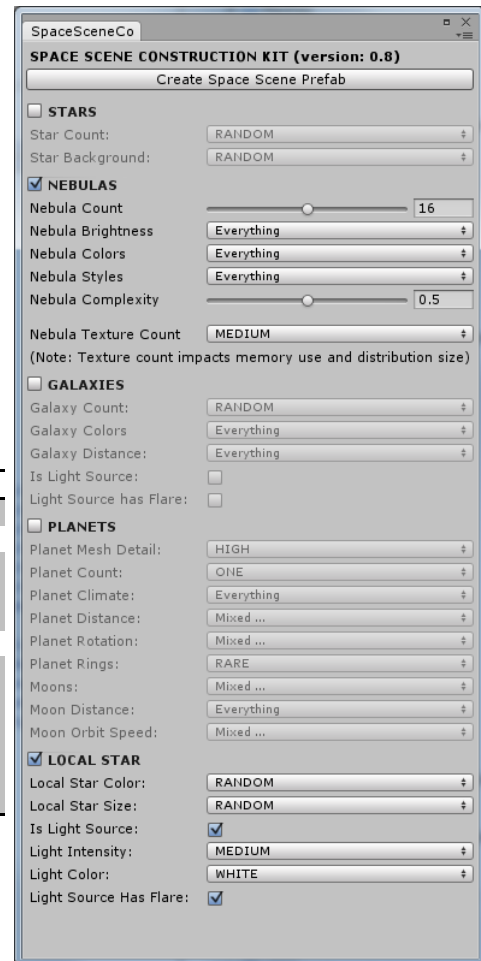 SpaceSceneCo
SPACE SCENE CONSTRUCTION KIT (version: 0.8)
Create Space Scene Prefab
STARS
Star Count: RANDOM
Star Background: RANDOM
NEBULAS
Nebula Count 16
Nebula Brightness Everything
Nebula Colors Everything
Nebula Styles Everything
Nebula Complexity 0.5
Nebula Texture Count MEDIUM
(Note: Texture count impacts memory use and distribution size)
GALAXIES
Galaxy Count: RANDOM
Galaxy Colors Everything
Galaxy Distance: Everything
Is Light Source:
Light Source has Flare:
PLANETS
Planet Mesh Detail: HIGH
Planet Count: ONE
Planet Climate: Everything
Planet Distance: Mixed ...
Planet Rotation: Mixed ...
Planet Rings: RARE
Moons: Mixed ...
Moon Distance: Everything
Moon Orbit Speed: Mixed ...
LOCAL STAR
Local Star Color: RANDOM
Local Star Size: RANDOM
Is Light Source:
Light Intensity: MEDIUM
Light Color: WHITE
Light Source Has Flare: